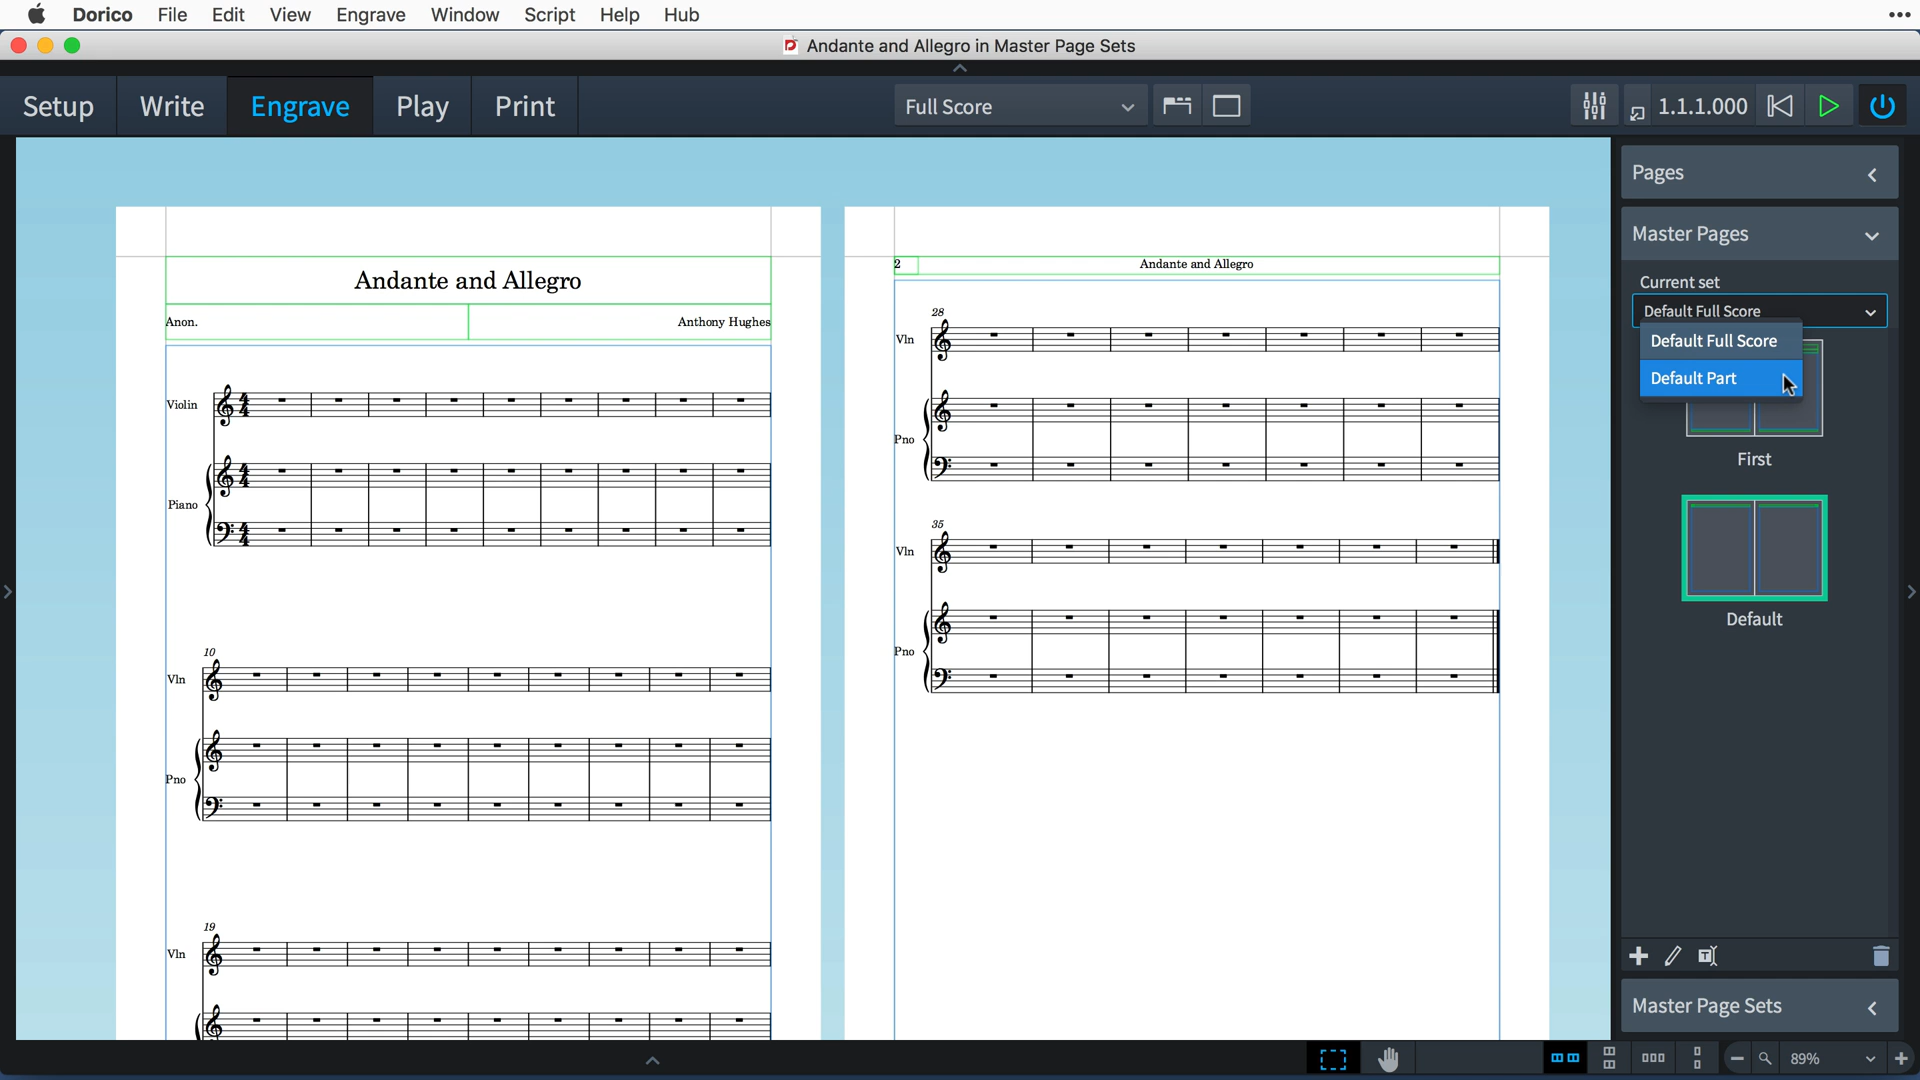 Dorico File Edit View Engrave Window Script Help Hub
Andante and Allegro in Master Page Sets
Setup Write Engrave Play Print
Full Score
1.1.1.000
Andante and Allegro
Anon. Anthony Hughes
Violin
Piano
10
Vln
Pno
19
Vln
2 Andante and Allegro
28
Vln
Pno
35
Vln
Pno
Pages
Master Pages
Current set
Default Full Score
Default Full Score
Default Part
First
Default
Master Page Sets
89%